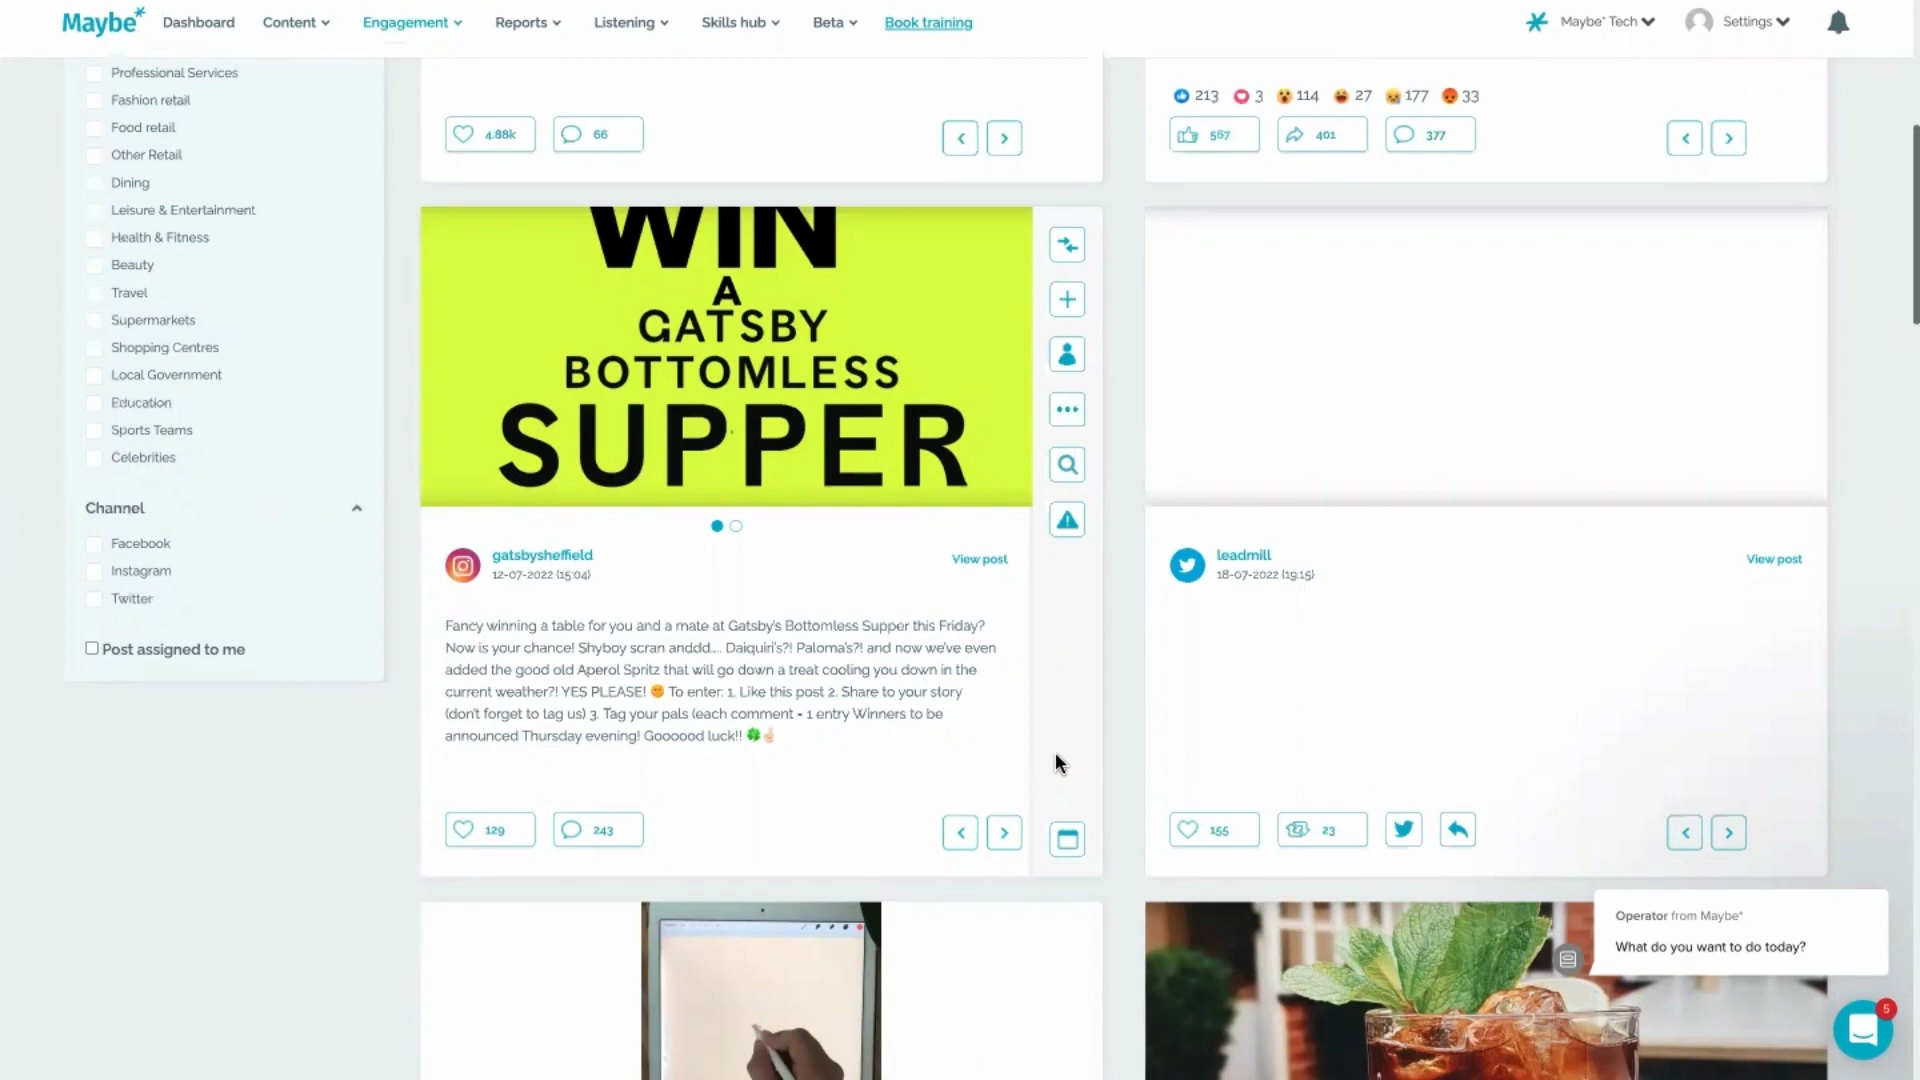 Maybe*
Dashboard
Content
Engagement
Reports
Listening
Skills hub
Beta
Book training
Maybe* Tech
Settings
Professional Services
Fashion retail
Food retail
Other Retail
Dining
Leisure & Entertainment
Health & Fitness
Beauty
Travel
Supermarkets
Shopping Centres
Local Government
Education
Sports Teams
Celebrities
Channel
Facebook
Instagram
Twitter
Post assigned to me
4.88k
66
213
3
114
27
177
33
567
401
377
WIN
A
GATSBY
BOTTOMLESS
SUPPER
gatsbysheffield
12-07-2022 (15:04)
View post
Fancy winning a table for you and a mate at Gatsby's Bottomless Supper this Friday?
Now is your chance! Shyboy scran anddd.... Daiquiri's?! Paloma's?! and now we've even
added the good old Aperol Spritz that will go down a treat cooling you down in the
current weather?! YES PLEASE! 🥵 To enter: 1. Like this post 2. Share to your story
(don't forget to tag us) 3. Tag your pals (each comment = 1 entry Winners to be
announced Thursday evening! Goooood luck!! 🍀🤞🏻
129
243
leadmill
18-07-2022 (19:15)
View post
155
23
Operator from Maybe*
What do you want to do today?
5